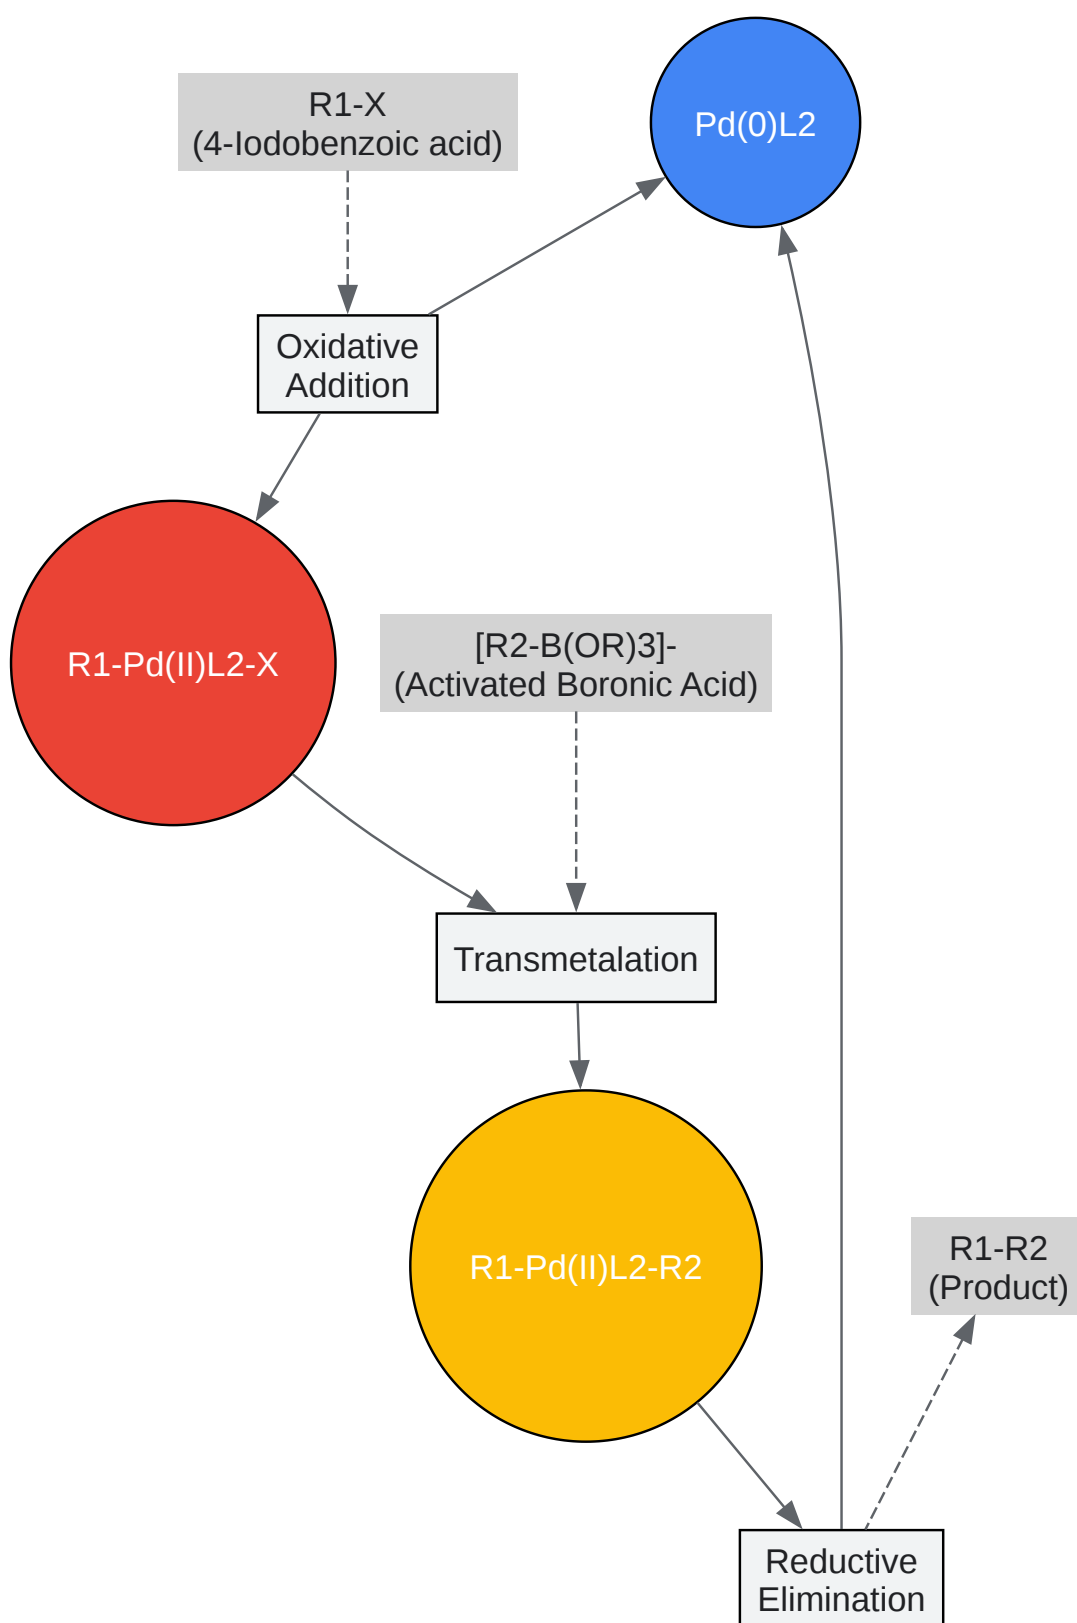 R1-X
(4-Iodobenzoic acid)
Pd(0)L2
Oxidative
Addition
R1-Pd(II)L2-X
[R2-B(OR)3]-
(Activated Boronic Acid)
Transmetalation
R1-Pd(II)L2-R2
R1-R2
(Product)
Reductive
Elimination